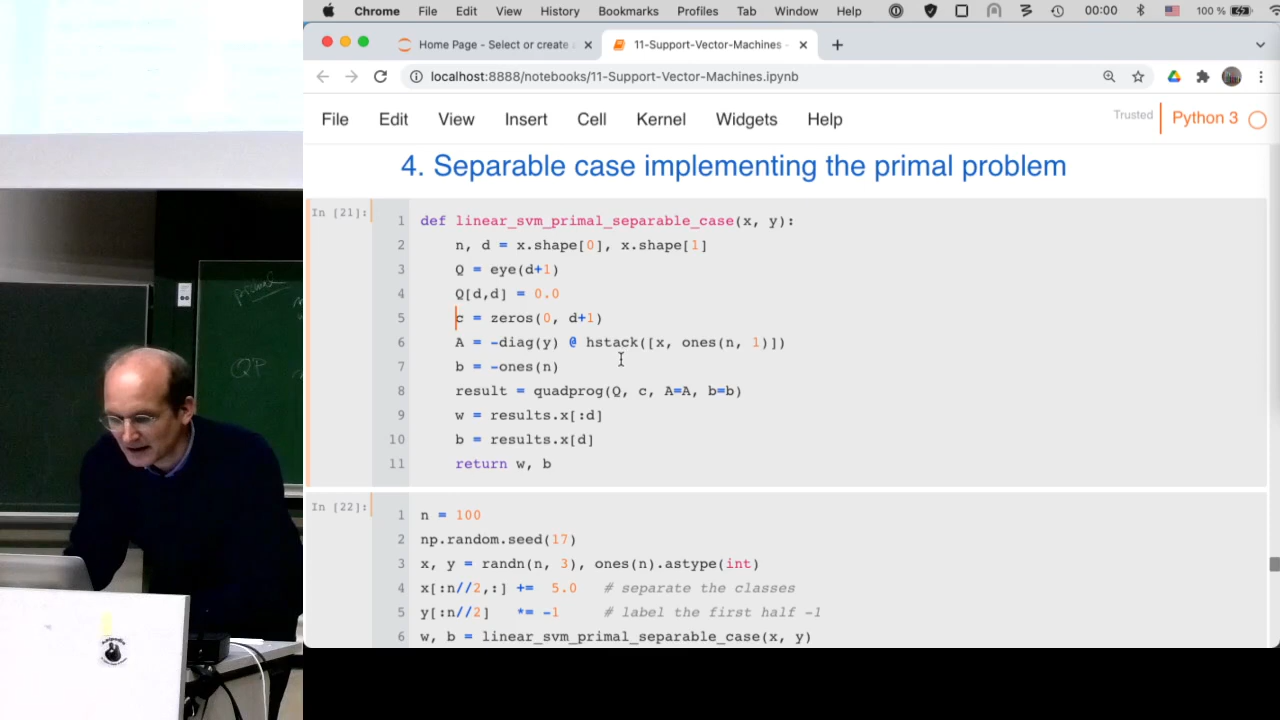 Chrome File Edit View History Bookmarks Profiles Tab Window Help 00:00 100 %
Home Page - Select or create 11-Support-Vector-Machines -
localhost:8888/notebooks/11-Support-Vector-Machines.ipynb
File Edit View Insert Cell Kernel Widgets Help Trusted Python 3
4. Separable case implementing the primal problem
In [21]:
1 def linear_svm_primal_separable_case(x, y):
2 n, d = x.shape[0], x.shape[1]
3 Q = eye(d+1)
4 Q[d,d] = 0.0
5 c = zeros(0, d+1)
6 A = -diag(y) @ hstack([x, ones(n, 1)])
7 b = -ones(n)
8 result = quadprog(Q, c, A=A, b=b)
9 w = results.x[:d]
10 b = results.x[d]
11 return w, b
In [22]:
1 n = 100
2 np.random.seed(17)
3 x, y = randn(n, 3), ones(n).astype(int)
4 x[:n//2,:] += 5.0 # separate the classes
5 y[:n//2] *= -1 # label the first half -1
6 w, b = linear_svm_primal_separable_case(x, y)
primal
QP